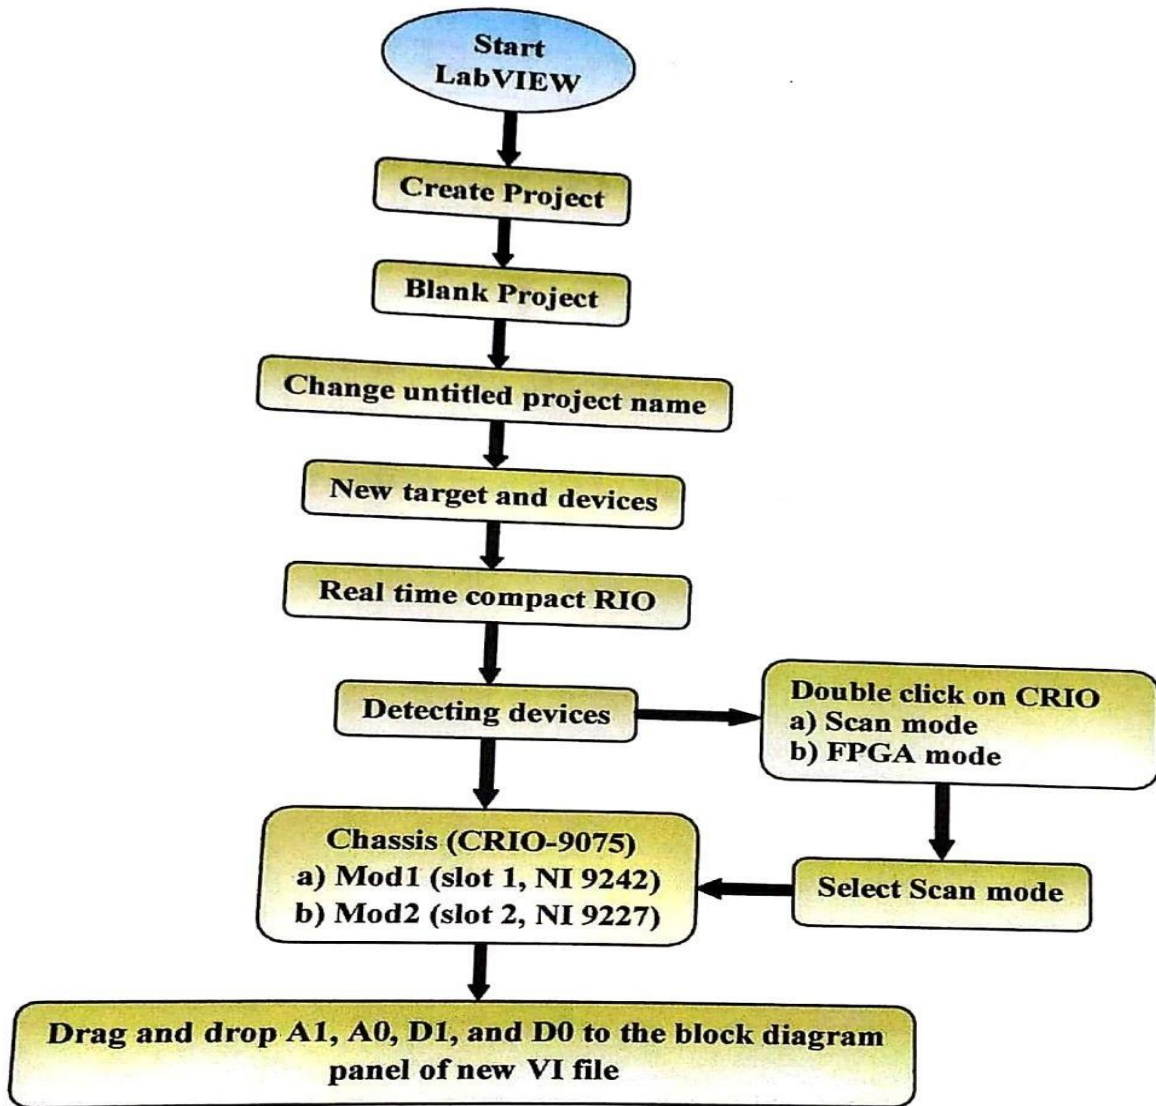 Start
LabVIEW
Create Project
Blank Project
Change untitled project name
New target and devices
Real time compact RIO
Detecting devices
Double click on CRIO
a) Scan mode
b) FPGA mode
Chassis (CRIO-9075)
a) Mod1 (slot 1, NI 9242)
b) Mod2 (slot 2, NI 9227)
Select Scan mode
Drag and drop A1, A0, D1, and D0 to the block diagram
panel of new VI file